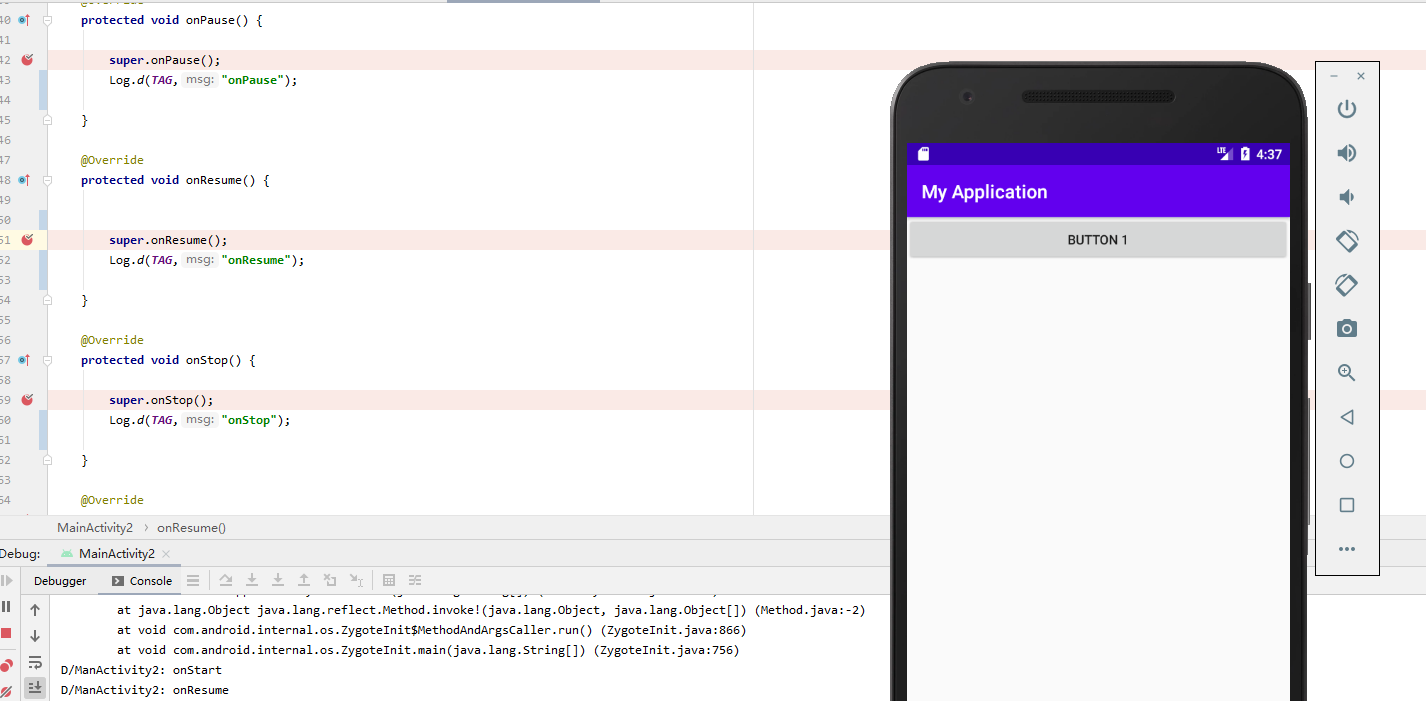 40 protected void onPause() {
41
42 super.onPause();
43 Log.d(TAG, msg: "onPause");
44
45 }
46
47 @Override
48 protected void onResume() {
49
50
51 super.onResume();
52 Log.d(TAG, msg: "onResume");
53
54 }
55
56 @Override
57 protected void onStop() {
58
59 super.onStop();
60 Log.d(TAG, msg: "onStop");
61
62 }
63
64 @Override
MainActivity2 › onResume()
Debug: MainActivity2
Debugger Console
at java.lang.Object java.lang.reflect.Method.invoke!(java.lang.Object, java.lang.Object[]) (Method.java:-2)
at void com.android.internal.os.ZygoteInit$MethodAndArgsCaller.run() (ZygoteInit.java:866)
at void com.android.internal.os.ZygoteInit.main(java.lang.String[]) (ZygoteInit.java:756)
D/ManActivity2: onStart
D/ManActivity2: onResume
LTE 4:37
My Application
BUTTON 1